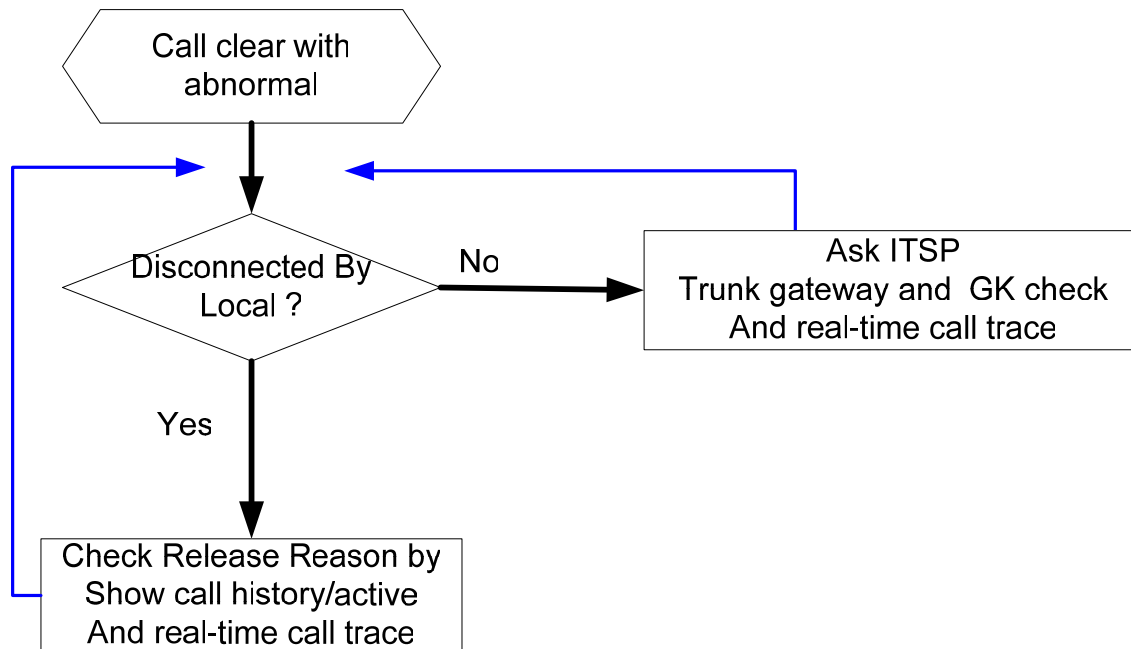 Call clear with
abnormal
Disconnected By
Local ?
No
Ask ITSP
Trunk gateway and GK check
And real-time call trace
Yes
Check Release Reason by
Show call history/active
And real-time call trace